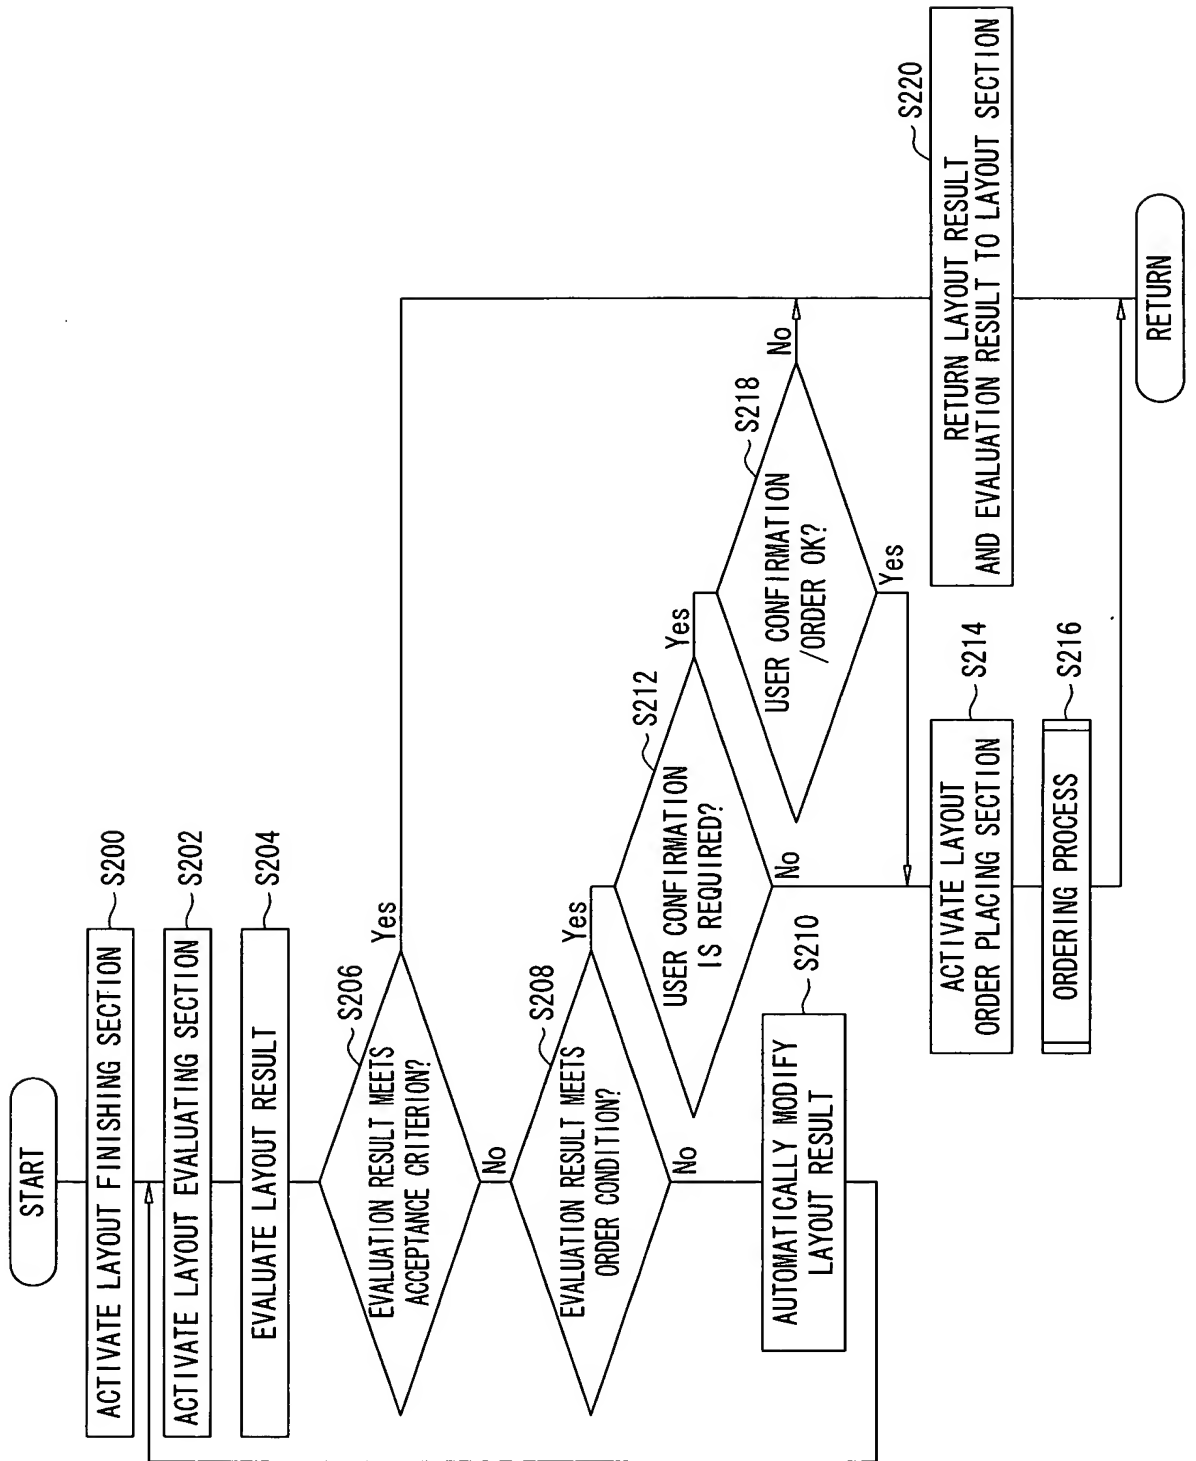 START
ACTIVATE LAYOUT FINISHING SECTION
S200
ACTIVATE LAYOUT EVALUATING SECTION
S202
EVALUATE LAYOUT RESULT
S204
S206
EVALUATION RESULT MEETS
ACCEPTANCE CRITERION?
Yes
No
S208
EVALUATION RESULT MEETS
ORDER CONDITION?
Yes
No
S212
USER CONFIRMATION
IS REQUIRED?
Yes
No
S218
USER CONFIRMATION
/ORDER OK?
No
Yes
S210
AUTOMATICALLY MODIFY
LAYOUT RESULT
S214
ACTIVATE LAYOUT
ORDER PLACING SECTION
S216
ORDERING PROCESS
S220
RETURN LAYOUT RESULT
AND EVALUATION RESULT TO LAYOUT SECTION
RETURN